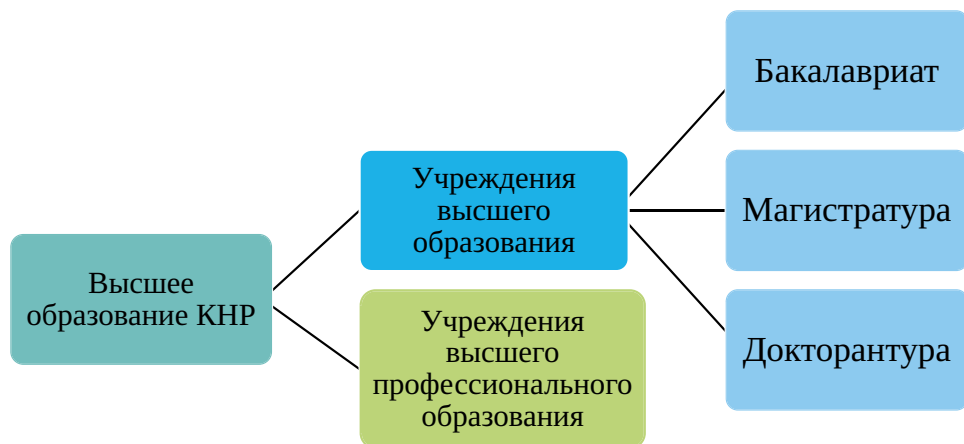 Высшее
образование КНР
Учреждения
высшего
образования
Учреждения
высшего
профессионального
образования
Бакалавриат
Магистратура
Докторантура